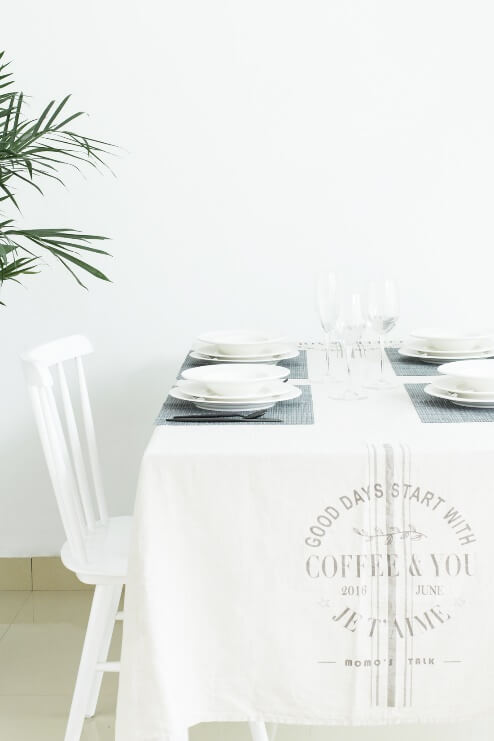 GOOD DAYS START WITH
COFFEE & YOU
2016 JUNE
JE T'AIME
MOMO'S TALK